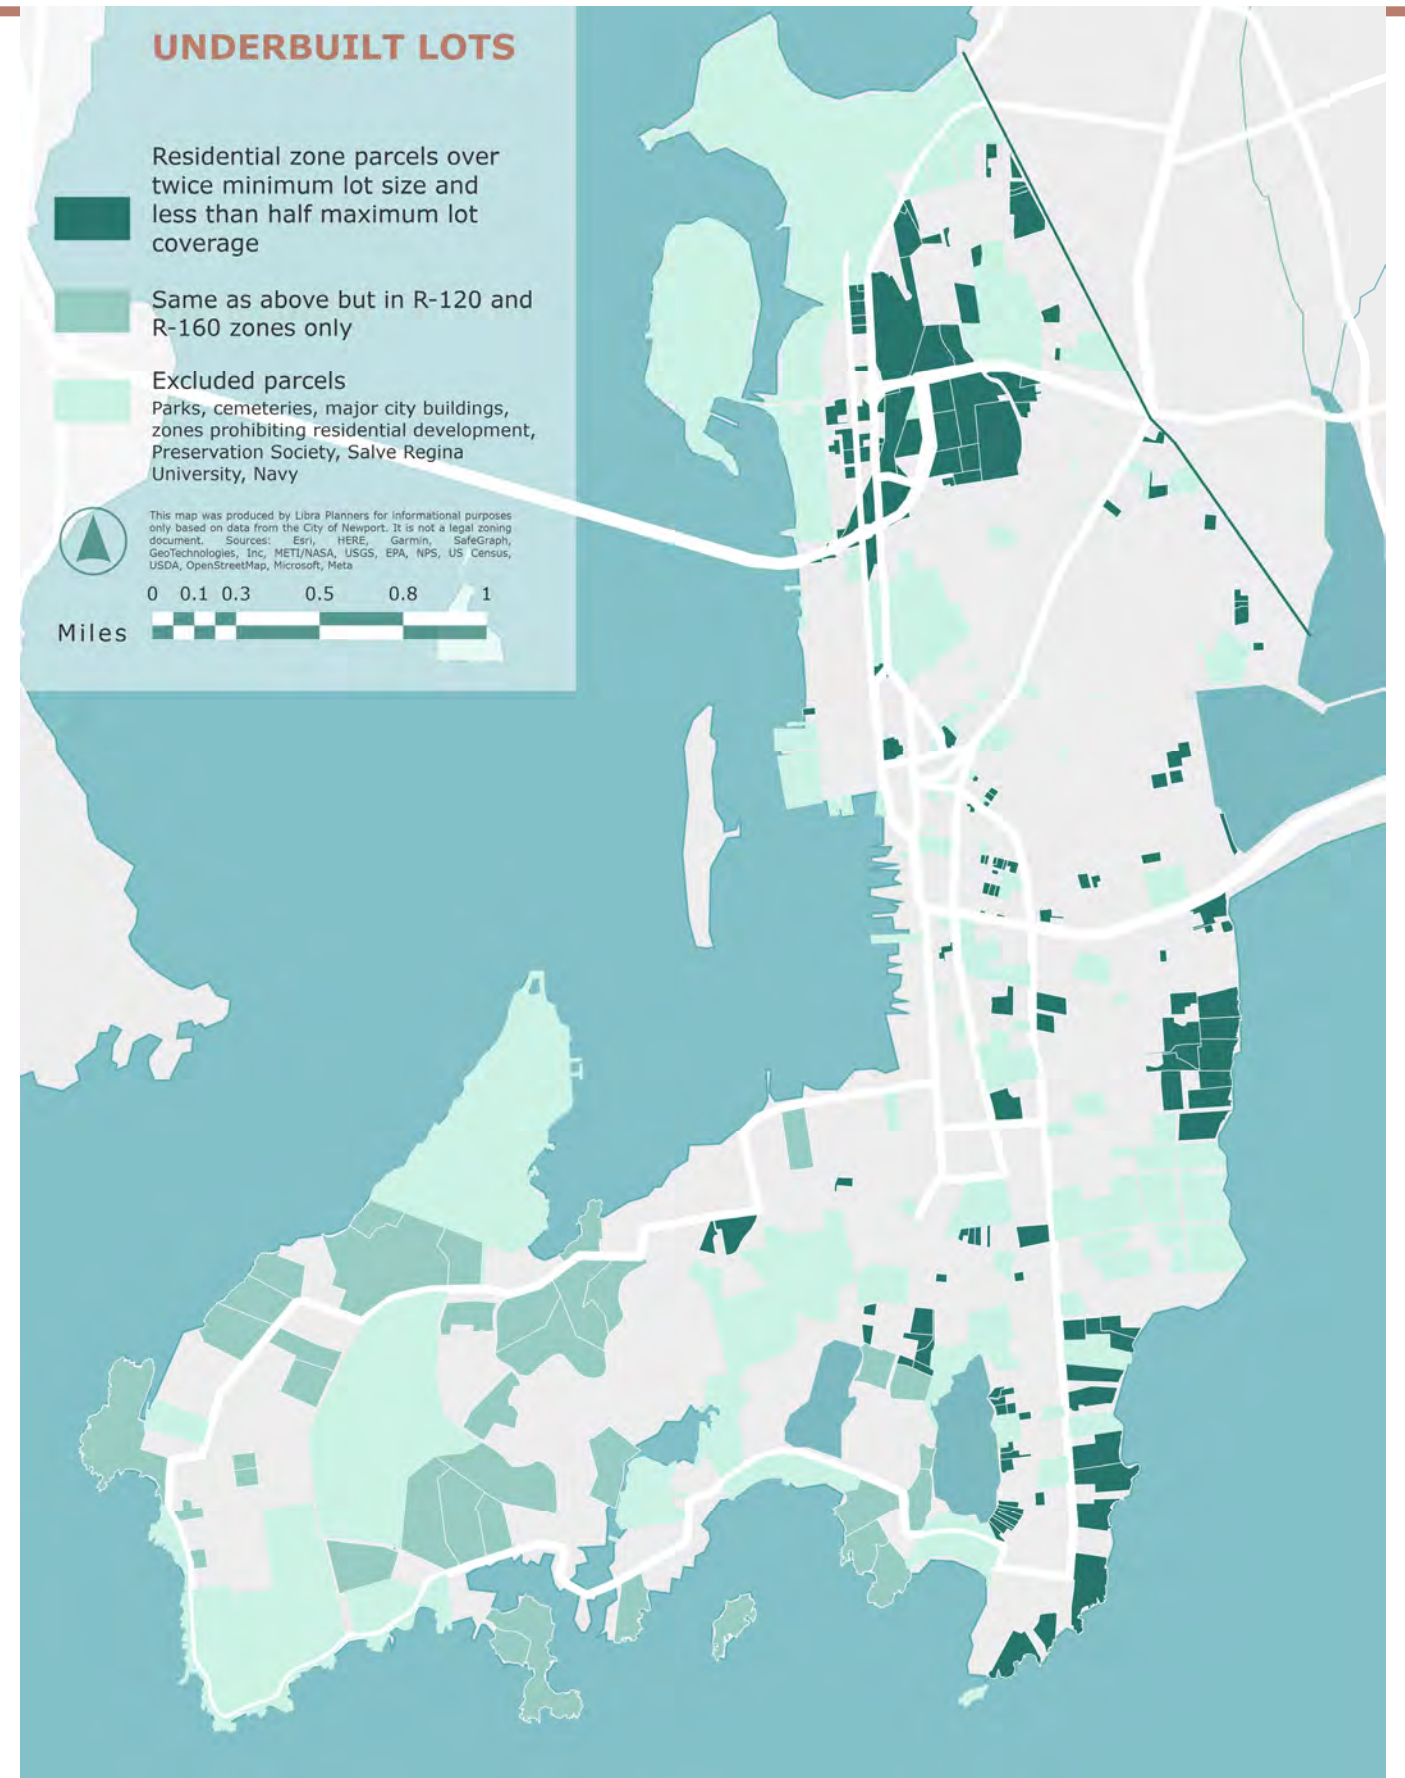 UNDERBUILT LOTS
Residential zone parcels over
twice minimum lot size and
less than half maximum lot
coverage
Same as above but in R-120 and
R-160 zones only
Excluded parcels
Parks, cemeteries, major city buildings,
zones prohibiting residential development,
Preservation Society, Salve Regina
University, Navy
This map was produced by Libra Planners for informational purposes
only based on data from the City of Newport. It is not a legal zoning
document. Sources: Esri, HERE, Garmin, SafeGraph,
GeoTechnologies, Inc, METI/NASA, USGS, EPA, NPS, US Census,
USDA, OpenStreetMap, Microsoft, Meta
0 0.1 0.3 0.5 0.8 1
Miles